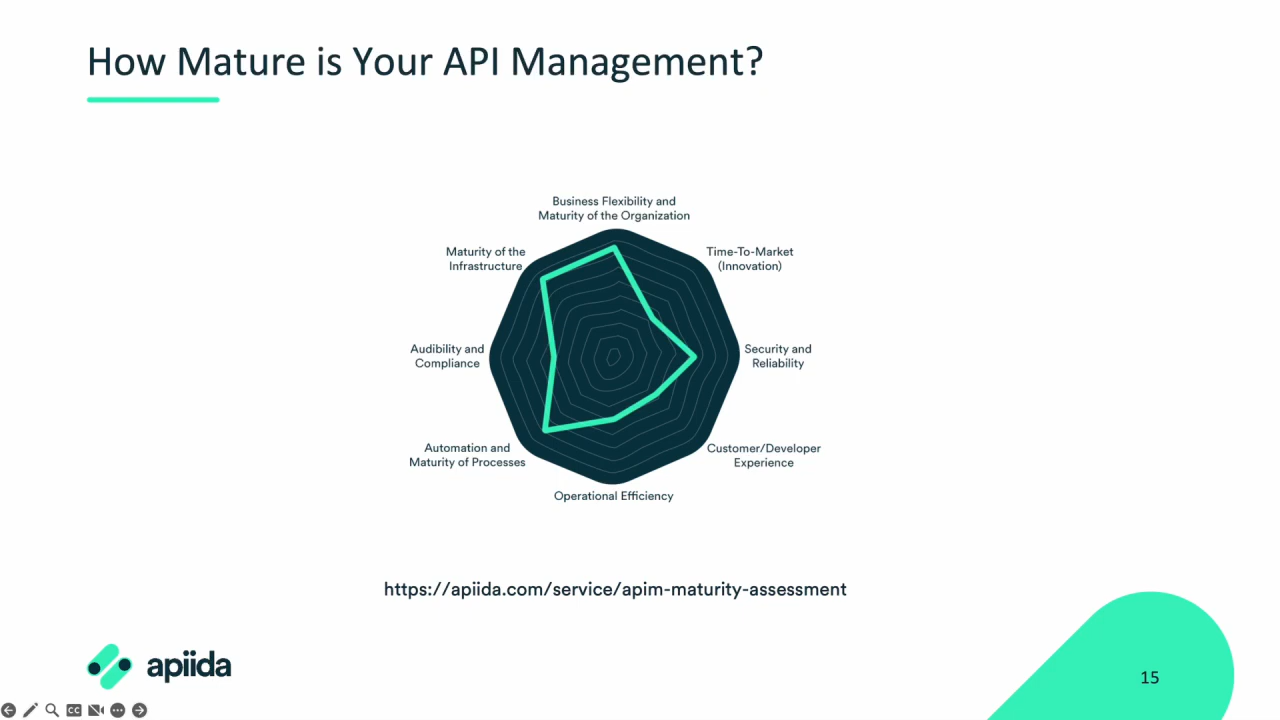 How Mature is Your API Management?
Business Flexibility and
Maturity of the Organization
Maturity of the
Infrastructure
Time-To-Market
(Innovation)
Audibility and
Compliance
Security and
Reliability
Automation and
Maturity of Processes
Customer/Developer
Experience
Operational Efficiency
https://apiida.com/service/apim-maturity-assessment
apiida
15
CC